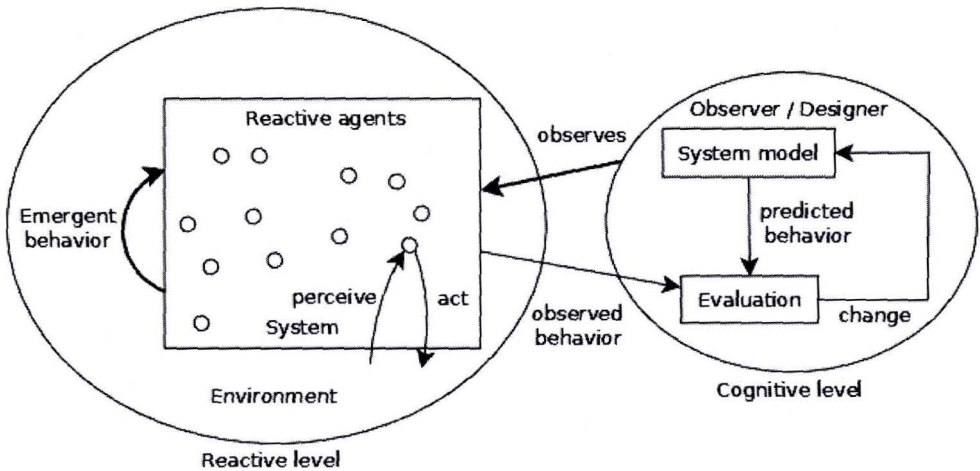 Reactive agents
Emergent
behavior
perceive
act
System
Environment
Reactive level
observes
observed
behavior
Observer / Designer
System model
predicted
behavior
Evaluation
change
Cognitive level